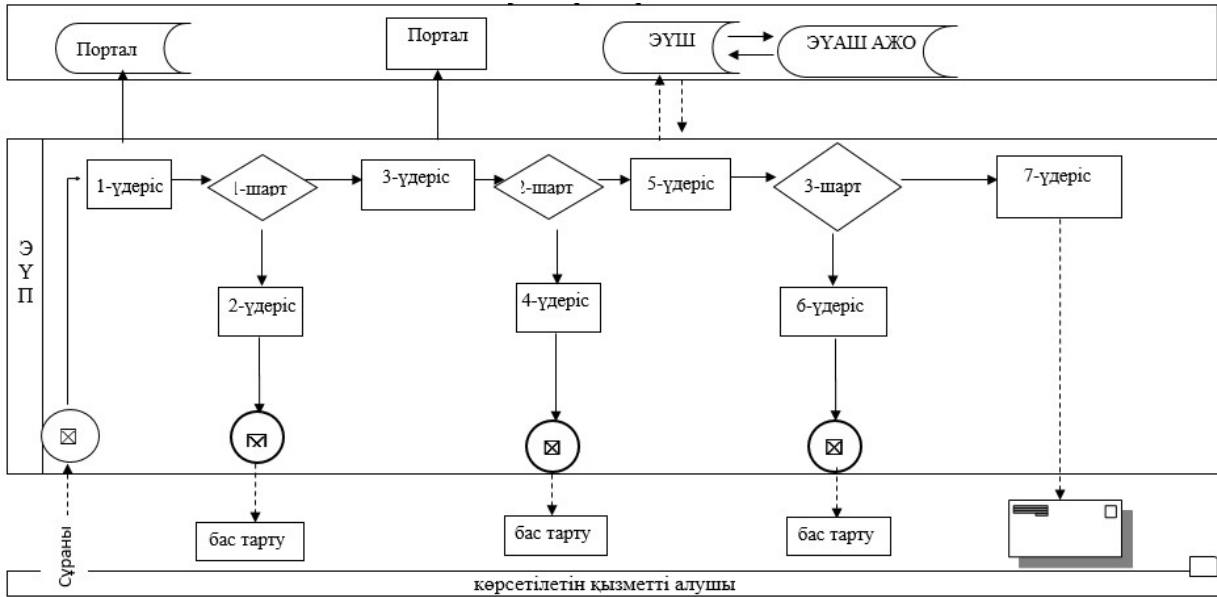 Портал
Портал
ЭҮШ
ЭҮАШ АЖО
1-үдеріс
1-шарт
3-үдеріс
2-шарт
5-үдеріс
3-шарт
7-үдеріс
Э
Ү
П
2-үдеріс
4-үдеріс
6-үдеріс
бас тарту
бас тарту
бас тарту
Сұраны
көрсетілетін қызметті алушы